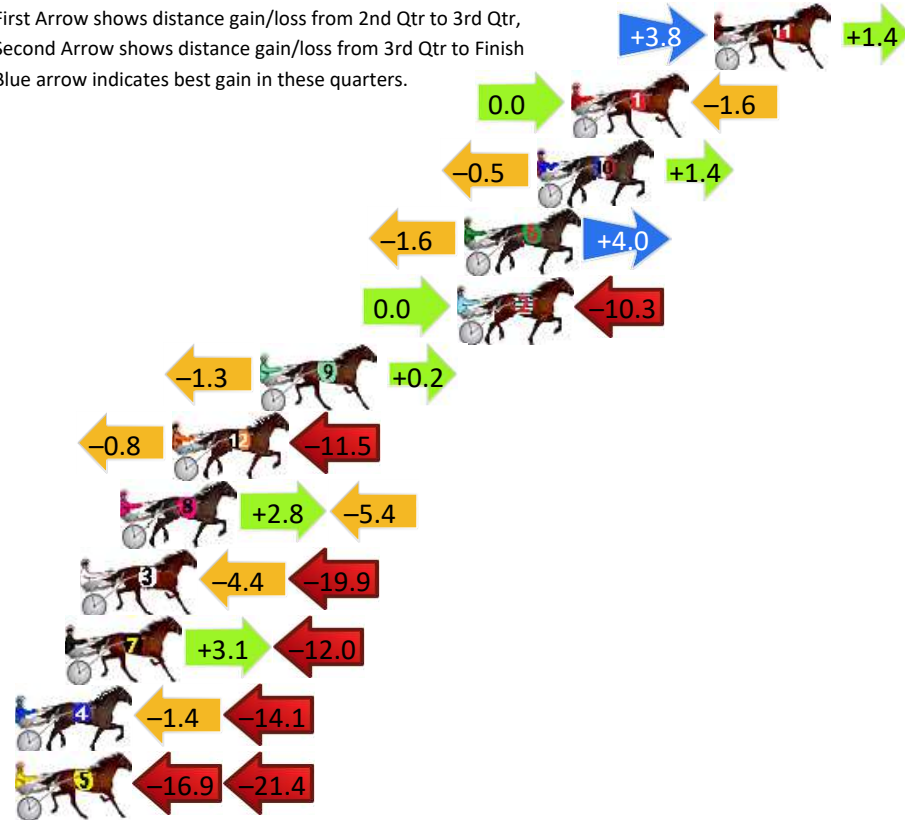 First Arrow shows distance gain/loss from 2nd Qtr to 3rd Qtr,
Second Arrow shows distance gain/loss from 3rd Qtr to Finish
Blue arrow indicates best gain in these quarters.
+3.8 11 +1.4
0.0 1 –1.6
–0.5 10 +1.4
–1.6 6 +4.0
0.0 2 –10.3
–1.3 9 +0.2
–0.8 12 –11.5
8 +2.8 –5.4
3 –4.4 –19.9
7 +3.1 –12.0
4 –1.4 –14.1
5 –16.9 –21.4